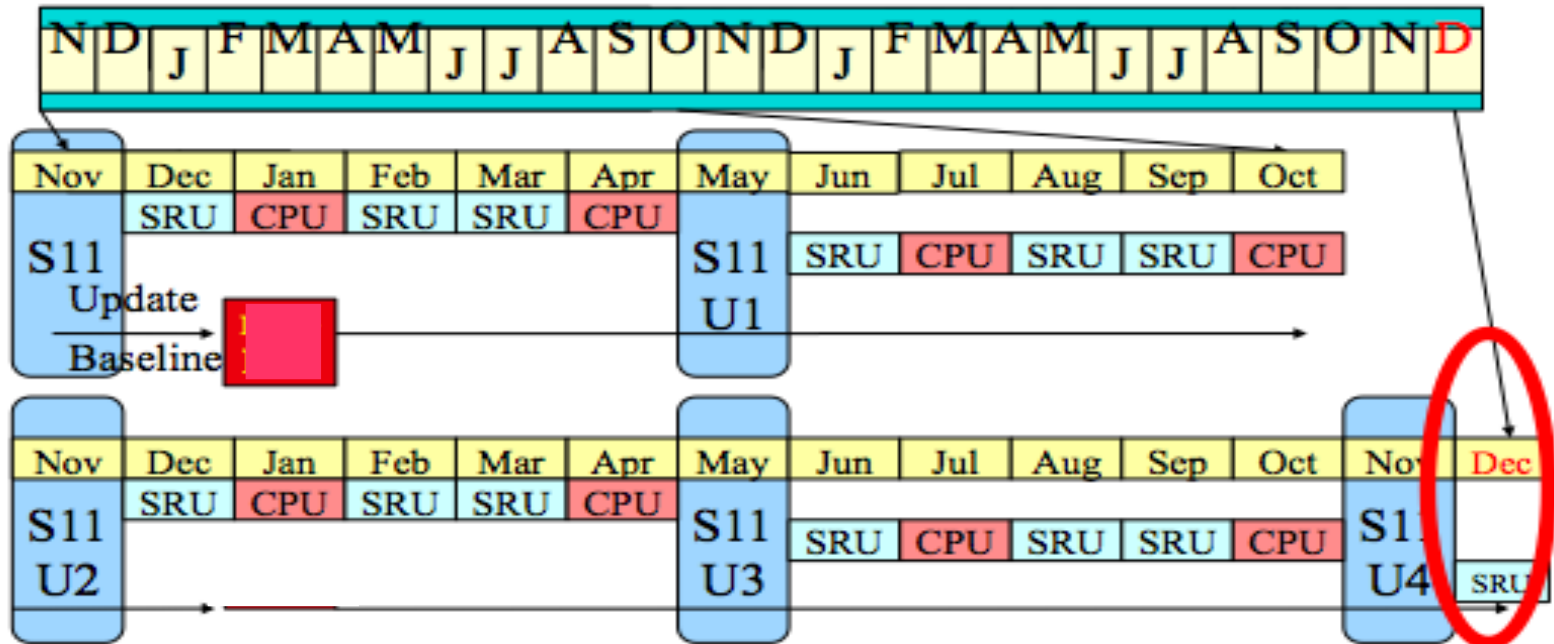 N D J F M A M J J A S O N D J F M A M J J A S O N D
Nov Dec Jan Feb Mar Apr May Jun Jul Aug Sep Oct
SRU CPU SRU SRU CPU
S11 S11 SRU CPU SRU SRU CPU
Update
U1
Baseline
Nov Dec Jan Feb Mar Apr May Jun Jul Aug Sep Oct Nov Dec
SRU CPU SRU SRU CPU
S11 S11 SRU CPU SRU SRU CPU S11
U2 U3 U4 SRU